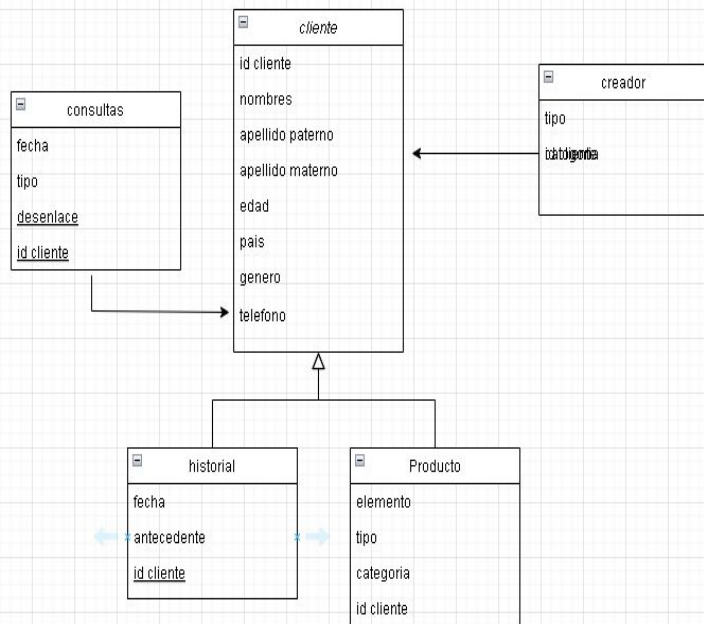 cliente
id cliente
nombres
apellido paterno
apellido materno
edad
pais
genero
telefono
consultas
fecha
tipo
desenlace
id cliente
creador
tipo
historial
fecha
antecedente
id cliente
Producto
elemento
tipo
categoria
id cliente